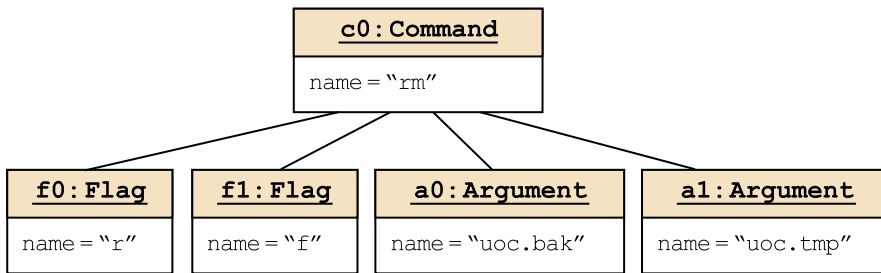 c0:Command
name = “rm”
f0:Flag
name = “r”
f1:Flag
name = “f”
a0:Argument
name = “uoc.bak”
a1:Argument
name = “uoc.tmp”